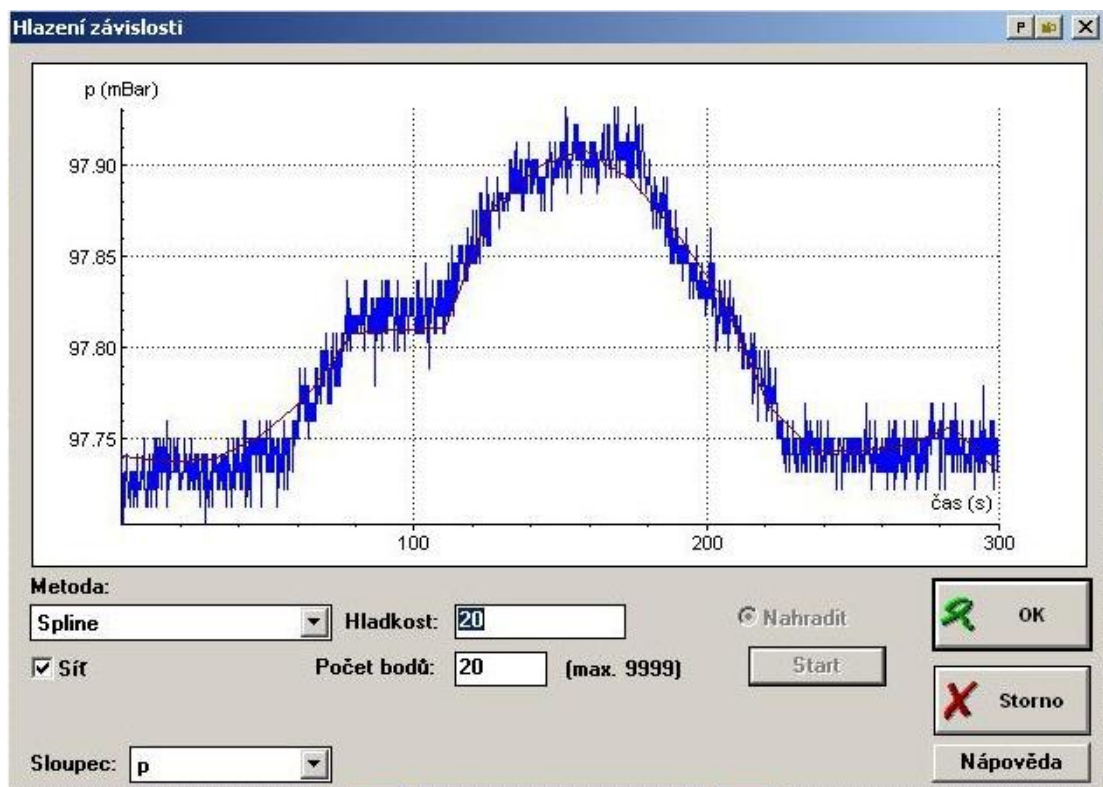 Hlazení závislosti
P
p (mBar)
97.90
97.85
97.80
97.75
čas (s)
100 200 300
Metoda:
Spline Hladkost: 20 Nahradit OK
Síť Počet bodů: 20 (max. 9999) Start
Storno
Sloupec: p Nápověda